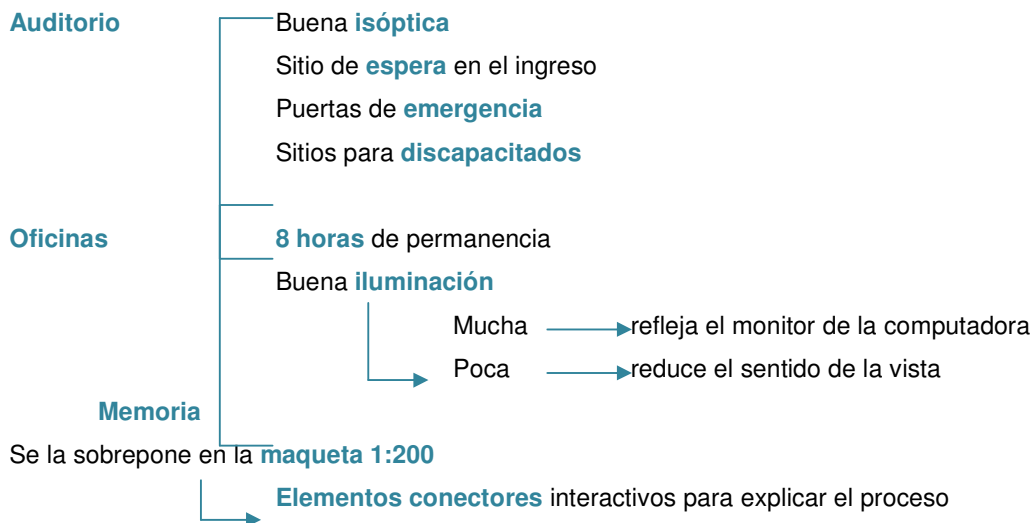 Auditorio Buena isóptica
Sitio de espera en el ingreso
Puertas de emergencia
Sitios para discapacitados
Oficinas 8 horas de permanencia
Buena iluminación
Mucha refleja el monitor de la computadora
Poca reduce el sentido de la vista
Memoria
Se la sobrepone en la maqueta 1:200
Elementos conectores interactivos para explicar el proceso